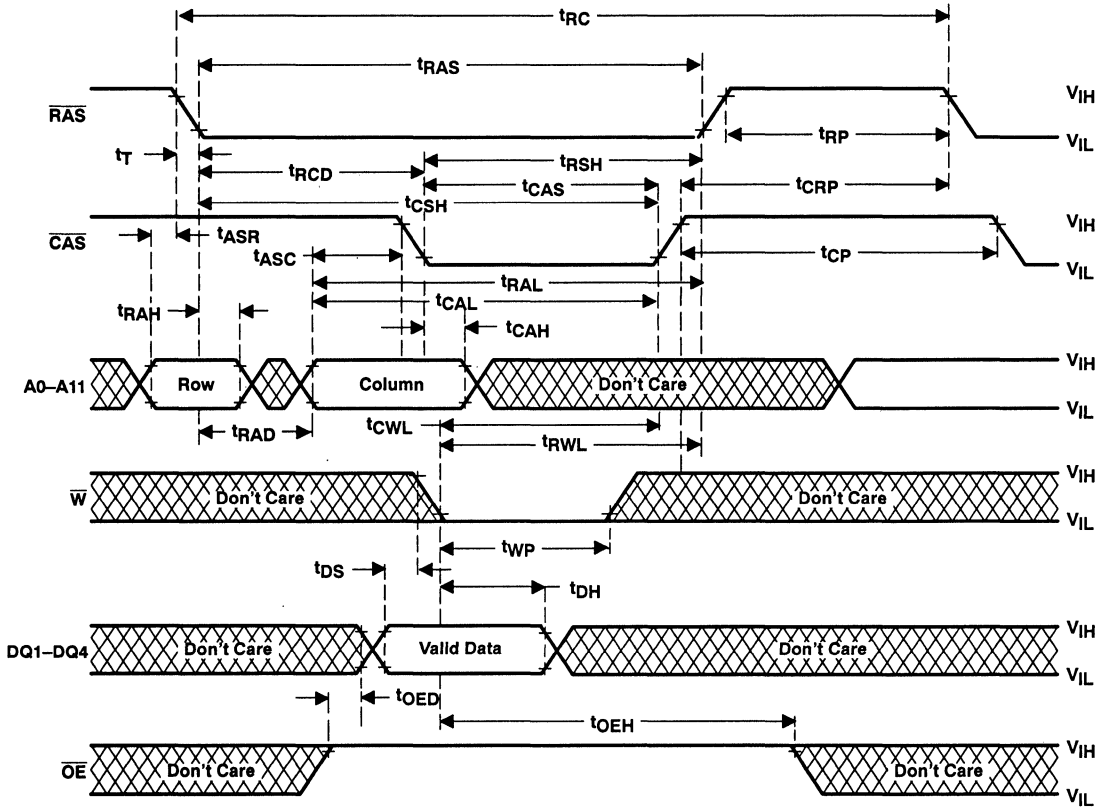 tRC
tRAS
RAS
VIH
VIL
tRP
tT
tRCD
tRSH
tCAS
tCRP
tCSH
CAS
VIH
VIL
tASR
tASC
tCP
tRAL
tCAL
tRAH
tCAH
A0–A11
Row
Column
Don't Care
VIH
VIL
tRAD
tCWL
tRWL
W
Don't Care
Don't Care
VIH
VIL
tWP
tDS
tDH
DQ1–DQ4
Don't Care
Valid Data
Don't Care
VIH
VIL
tOED
tOEH
OE
Don't Care
Don't Care
VIH
VIL